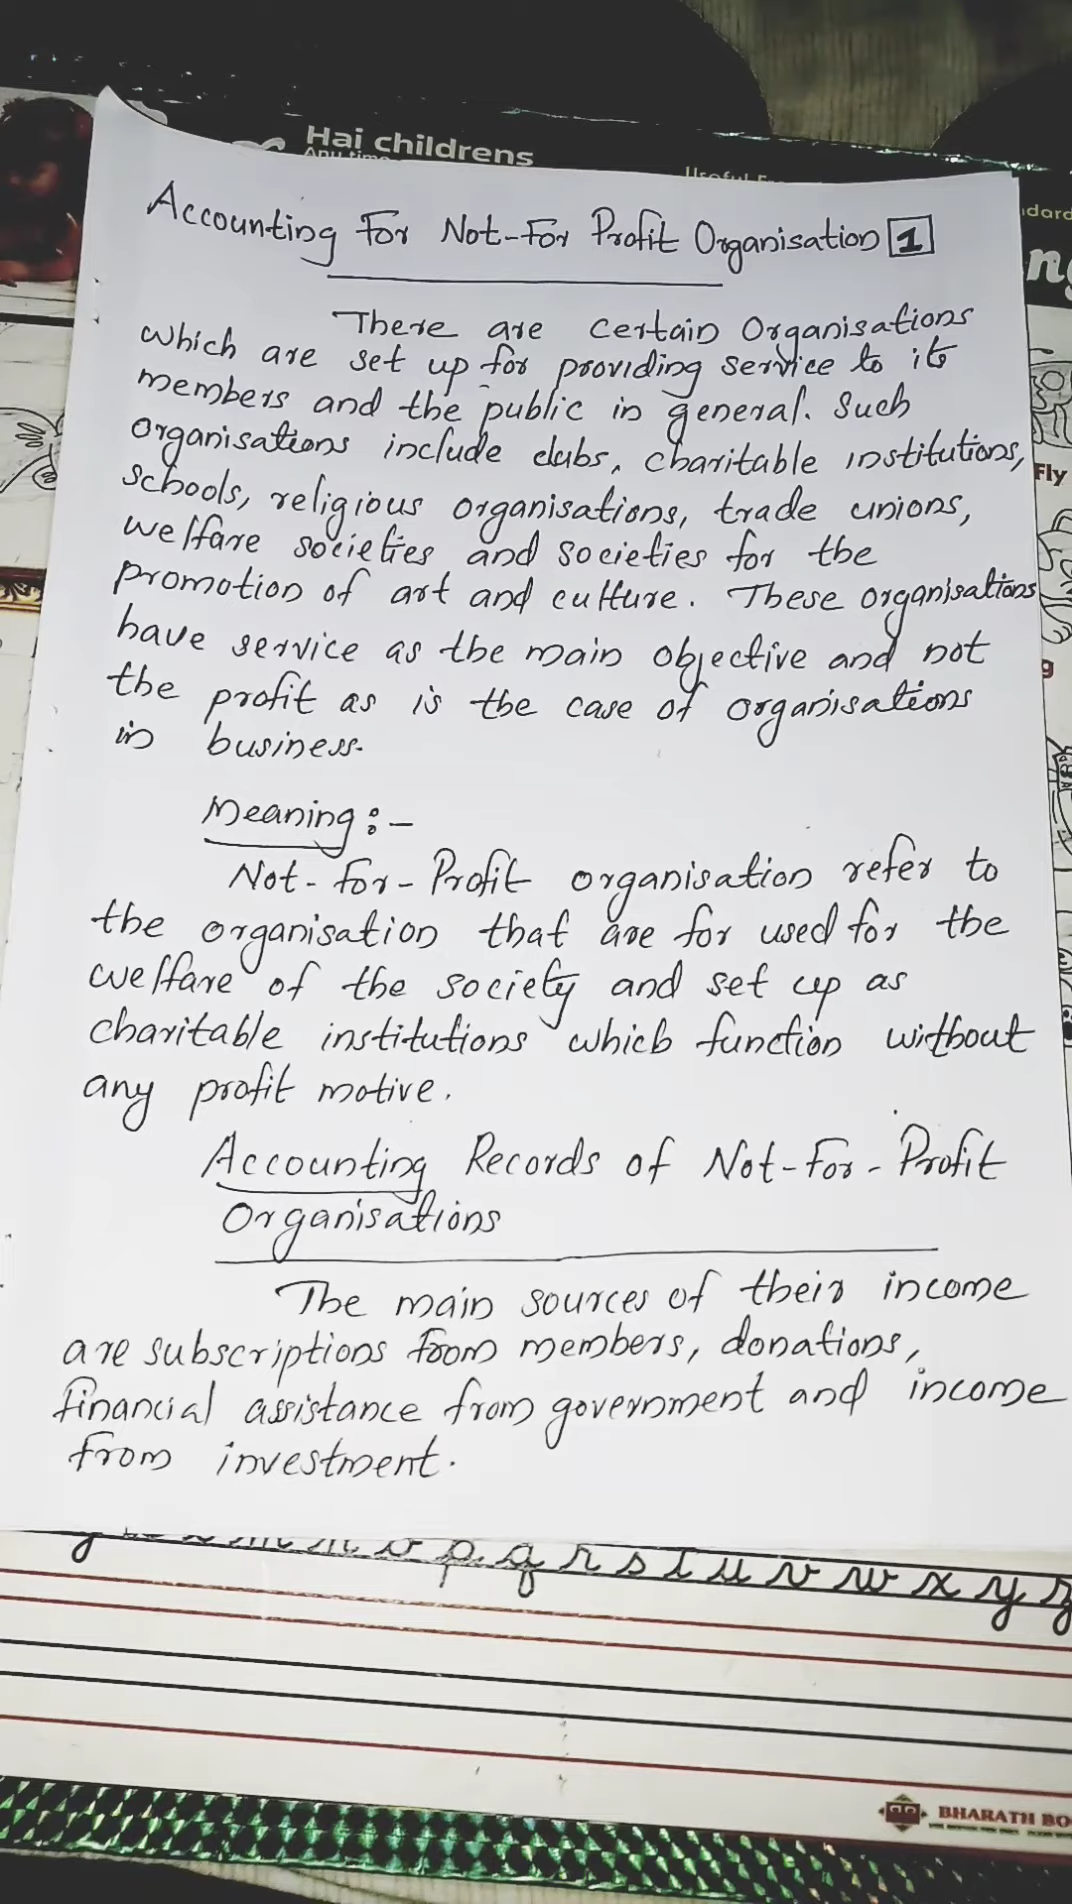 Hai childrens
Accounting For Not-For Profit Organisation 1
There are certain Organisations
which are set up for providing service to its
members and the public in general. Such
organisations include clubs, charitable institutions,
schools, religious organisations, trade unions,
welfare societies and societies for the
promotion of art and culture. These organisations
have service as the main objective and not
the profit as is the case of organisations
in business.
Meaning :-
Not-For-Profit organisation refer to
the organisation that are for used for the
welfare of the society and set up as
charitable institutions which function without
any profit motive.
Accounting Records of Not-For-Profit
Organisations
The main sources of their income
are subscriptions from members, donations,
financial assistance from government and income
from investment.
Fly
p q r s t u v w x y z
BHARATH BO